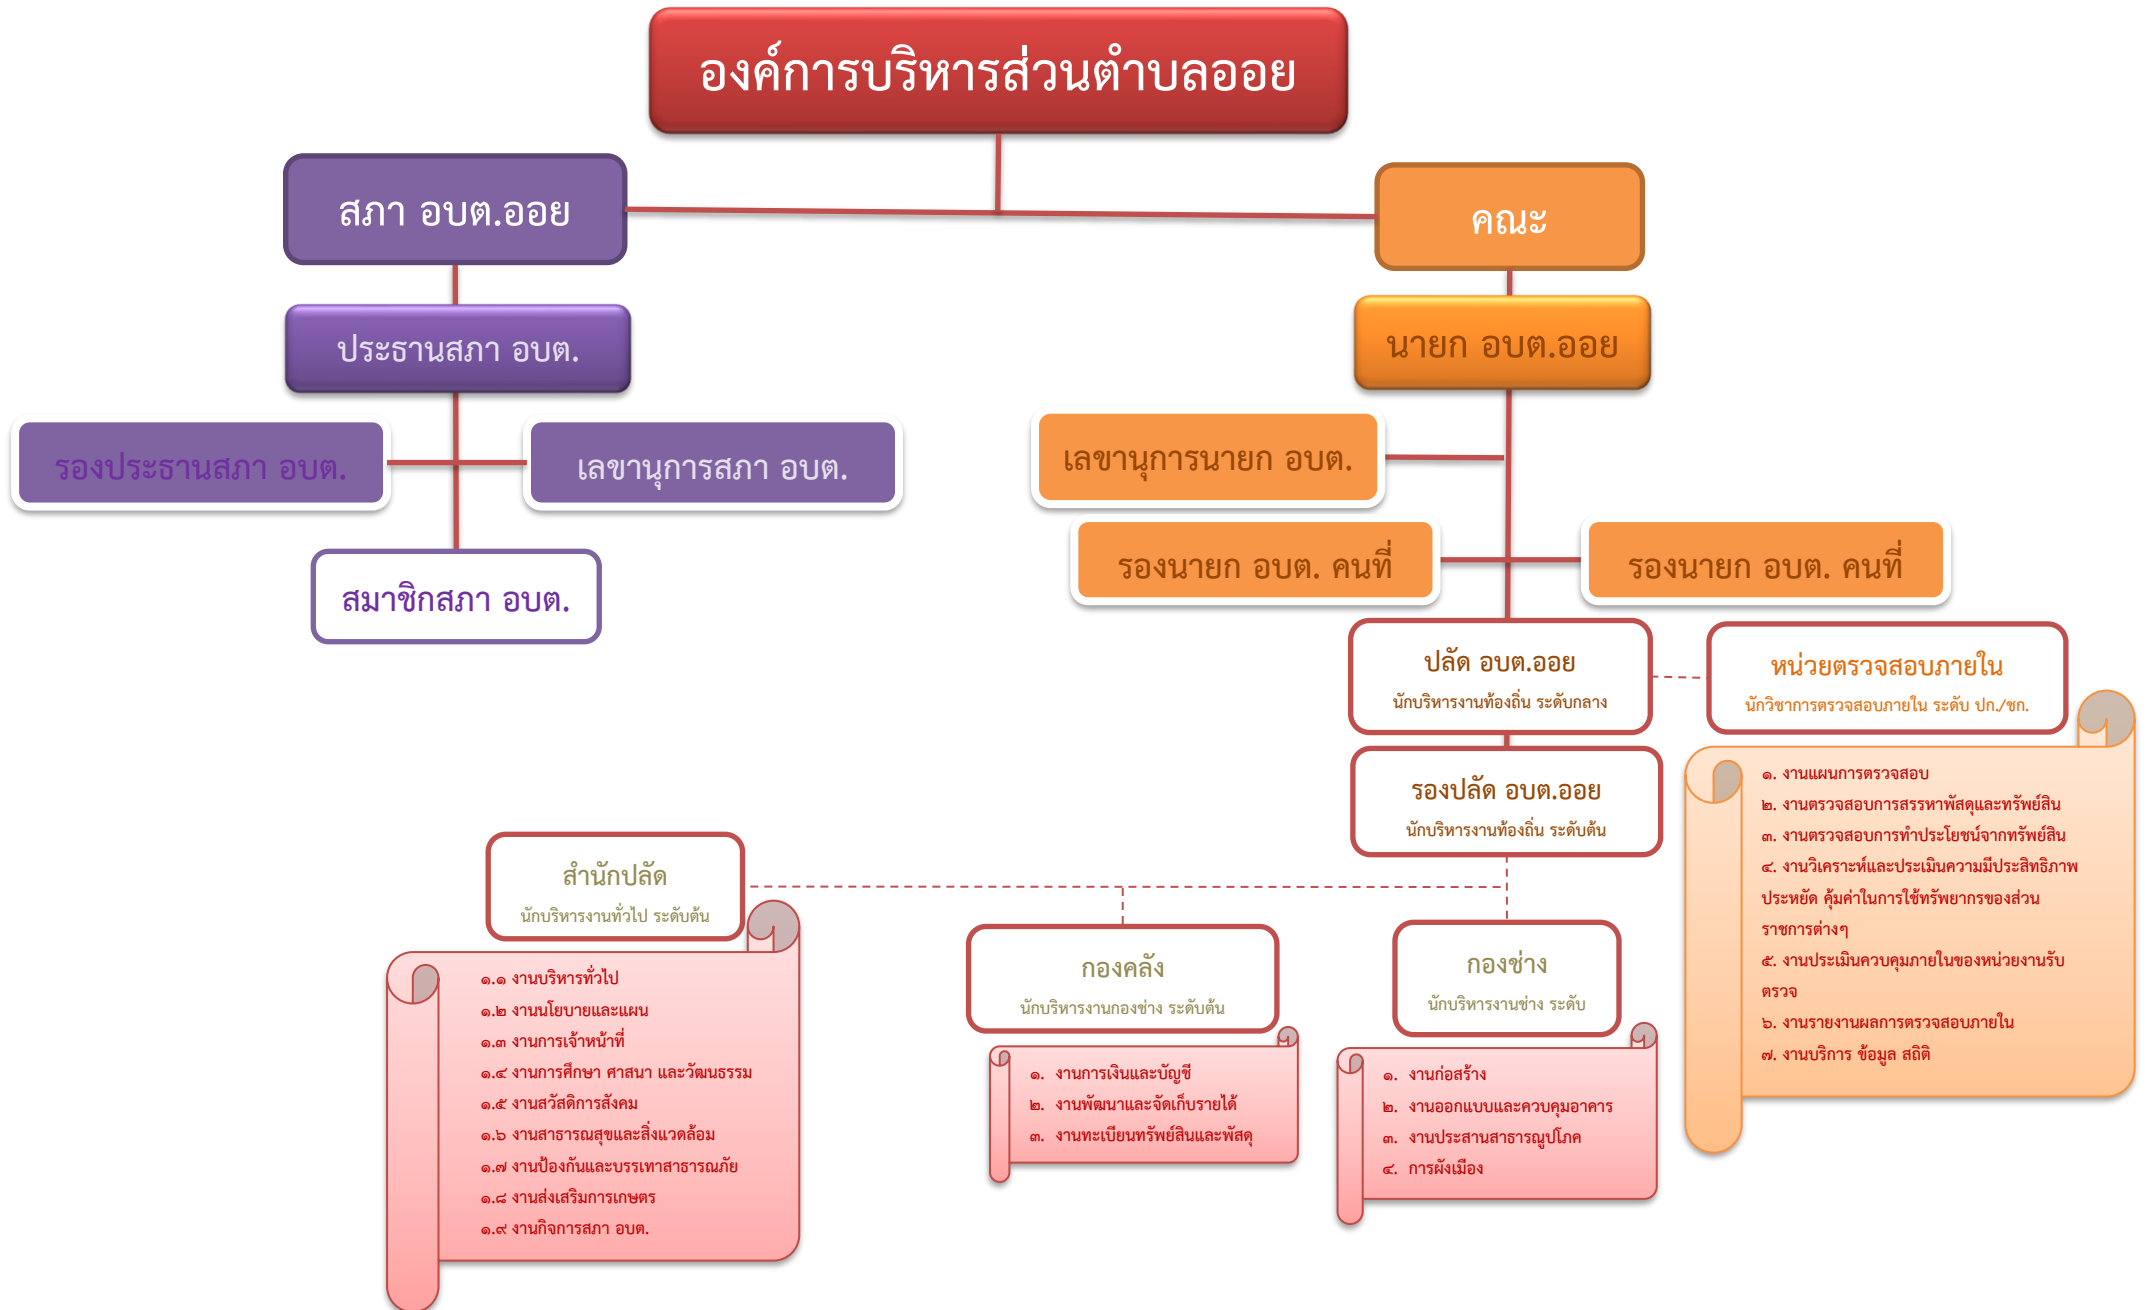 องค์การบริหารส่วนตำบลออย
สภา อบต.ออย
คณะ
ประธานสภา อบต.
นายก อบต.ออย
รองประธานสภา อบต.
เลขานุการสภา อบต.
เลขานุการนายก อบต.
รองนายก อบต. คนที่
รองนายก อบต. คนที่
สมาชิกสภา อบต.
ปลัด อบต.ออย
นักบริหารงานท้องถิ่น ระดับกลาง
หน่วยตรวจสอบภายใน
นักวิชาการตรวจสอบภายใน ระดับ ปก./ชก.
รองปลัด อบต.ออย
นักบริหารงานท้องถิ่น ระดับต้น
๑. งานแผนการตรวจสอบ
๒. งานตรวจสอบการสรรหาพัสดุและทรัพย์สิน
๓. งานตรวจสอบการทำประโยชน์จากทรัพย์สิน
๔. งานวิเคราะห์และประเมินความมีประสิทธิภาพ
ประหยัด คุ้มค่าในการใช้ทรัพยากรของส่วน
ราชการต่างๆ
๕. งานประเมินควบคุมภายในของหน่วยงานรับ
ตรวจ
๖. งานรายงานผลการตรวจสอบภายใน
๗. งานบริการ ข้อมูล สถิติ
สำนักปลัด
นักบริหารงานทั่วไป ระดับต้น
๑.๑ งานบริหารทั่วไป
๑.๒ งานนโยบายและแผน
๑.๓ งานการเจ้าหน้าที่
๑.๔ งานการศึกษา ศาสนา และวัฒนธรรม
๑.๕ งานสวัสดิการสังคม
๑.๖ งานสาธารณสุขและสิ่งแวดล้อม
๑.๗ งานป้องกันและบรรเทาสาธารณภัย
๑.๘ งานส่งเสริมการเกษตร
๑.๙ งานกิจการสภา อบต.
กองคลัง
นักบริหารงานกองช่าง ระดับต้น
๑. งานการเงินและบัญชี
๒. งานพัฒนาและจัดเก็บรายได้
๓. งานทะเบียนทรัพย์สินและพัสดุ
กองช่าง
นักบริหารงานช่าง ระดับ
๑. งานก่อสร้าง
๒. งานออกแบบและควบคุมอาคาร
๓. งานประสานสาธารณูปโภค
๔. การผังเมือง